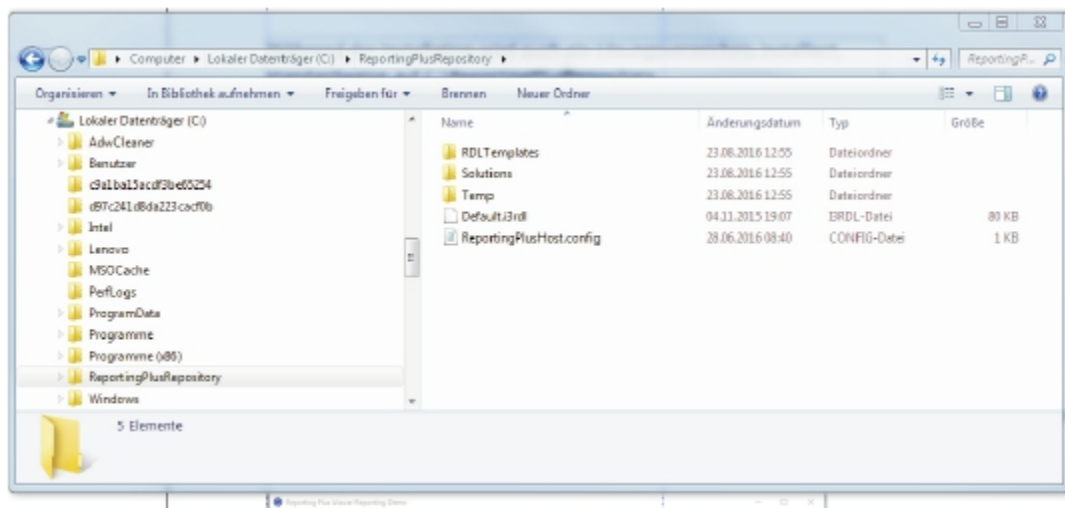 Computer ▸ Lokaler Datenträger (C:) ▸ ReportingPlusRepository ▸
ReportingR...
Organisieren In Bibliothek aufnehmen Freigeben für Brennen Neuer Ordner
Lokaler Datenträger (C:)
AdwCleaner
Benutzer
c9a1ba15acdf3be65254
d97c241d8da223cacf0b
Intel
Lenovo
MSOCache
PerfLogs
ProgramData
Programme
Programme (x86)
ReportingPlusRepository
Windows
Name Änderungsdatum Typ Größe
RDLTemplates 23.08.2016 12:55 Dateiordner
Solutions 23.08.2016 12:55 Dateiordner
Temp 23.08.2016 12:55 Dateiordner
Default.i3rdl 04.11.2015 19:07 I3RDL-Datei 80 KB
ReportingPlusHost.config 28.06.2016 08:40 CONFIG-Datei 1 KB
5 Elemente